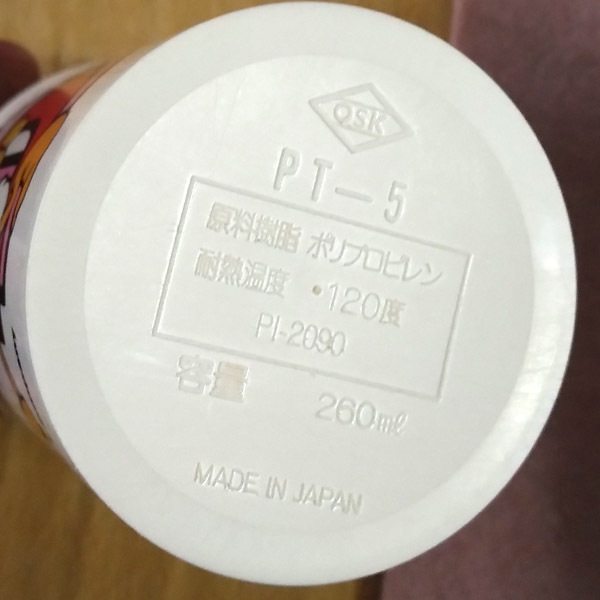 OSK
PT-5
原料樹脂 ポリプロピレン
耐熱温度 ・120度
PI-2090
容量 260ml
MADE IN JAPAN